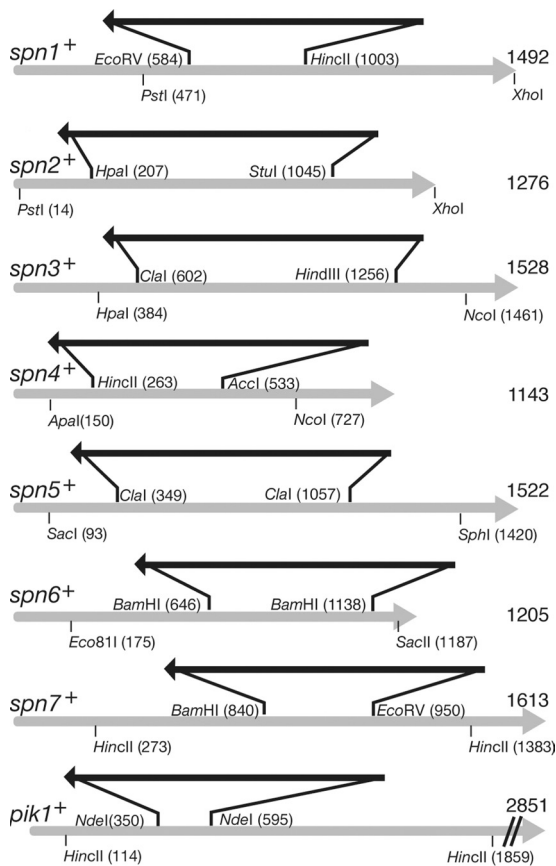 spn1+ EcoRV (584) HincII (1003) 1492
PstI (471) XhoI
spn2+ HpaI (207) StuI (1045) 1276
PstI (14) XhoI
spn3+ ClaI (602) HindIII (1256) 1528
HpaI (384) NcoI (1461)
spn4+ HincII (263) AccI (533) 1143
ApaI(150) NcoI (727)
spn5+ ClaI (349) ClaI (1057) 1522
SacI (93) SphI (1420)
spn6+ BamHI (646) BamHI (1138) 1205
Eco81I (175) SacII (1187)
spn7+ BamHI (840) EcoRV (950) 1613
HincII (273) HincII (1383)
pik1+ NdeI(350) NdeI (595) 2851
HincII (114) HincII (1859)